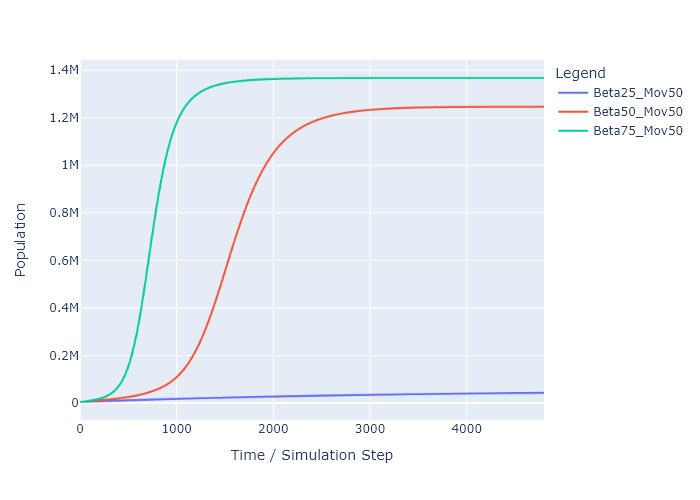 Legend
Beta25_Mov50
Beta50_Mov50
Beta75_Mov50
1.4M
1.2M
1M
0.8M
0.6M
0.4M
0.2M
0
Population
0 1000 2000 3000 4000
Time / Simulation Step